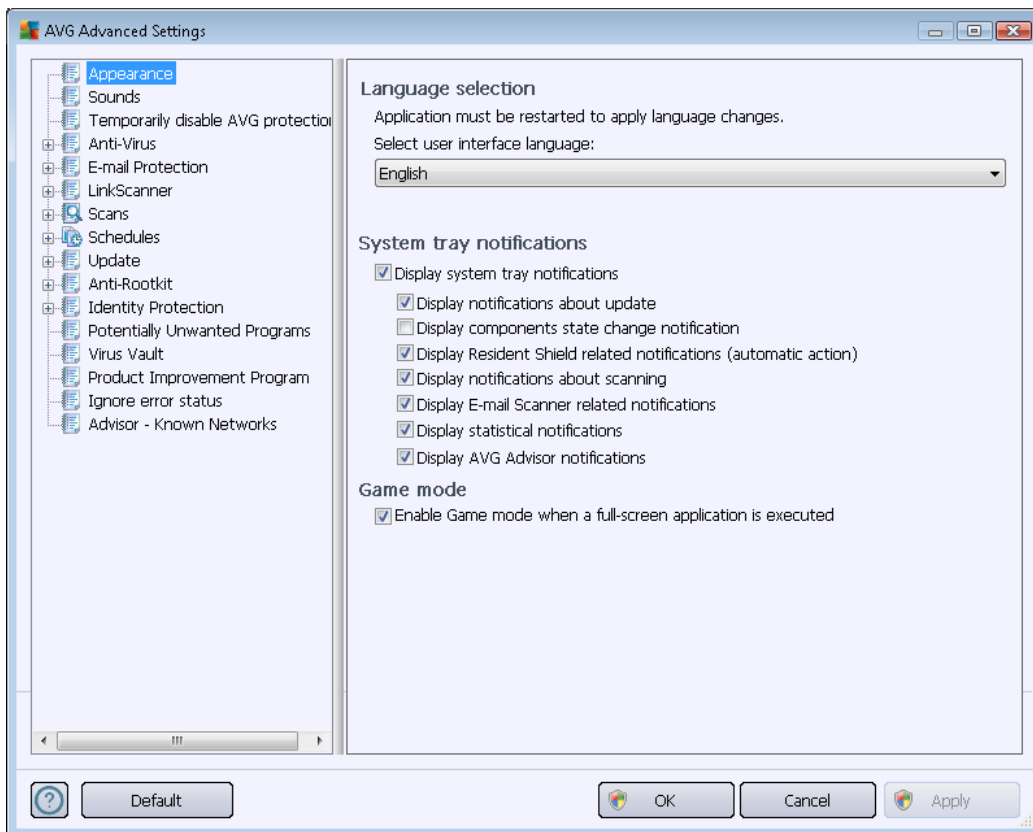 AVG Advanced Settings
Appearance
Sounds
Temporarily disable AVG protection
Anti-Virus
E-mail Protection
LinkScanner
Scans
Schedules
Update
Anti-Rootkit
Identity Protection
Potentially Unwanted Programs
Virus Vault
Product Improvement Program
Ignore error status
Advisor - Known Networks
Language selection
Application must be restarted to apply language changes.
Select user interface language:
English
System tray notifications
Display system tray notifications
Display notifications about update
Display components state change notification
Display Resident Shield related notifications (automatic action)
Display notifications about scanning
Display E-mail Scanner related notifications
Display statistical notifications
Display AVG Advisor notifications
Game mode
Enable Game mode when a full-screen application is executed
?
Default
OK
Cancel
Apply